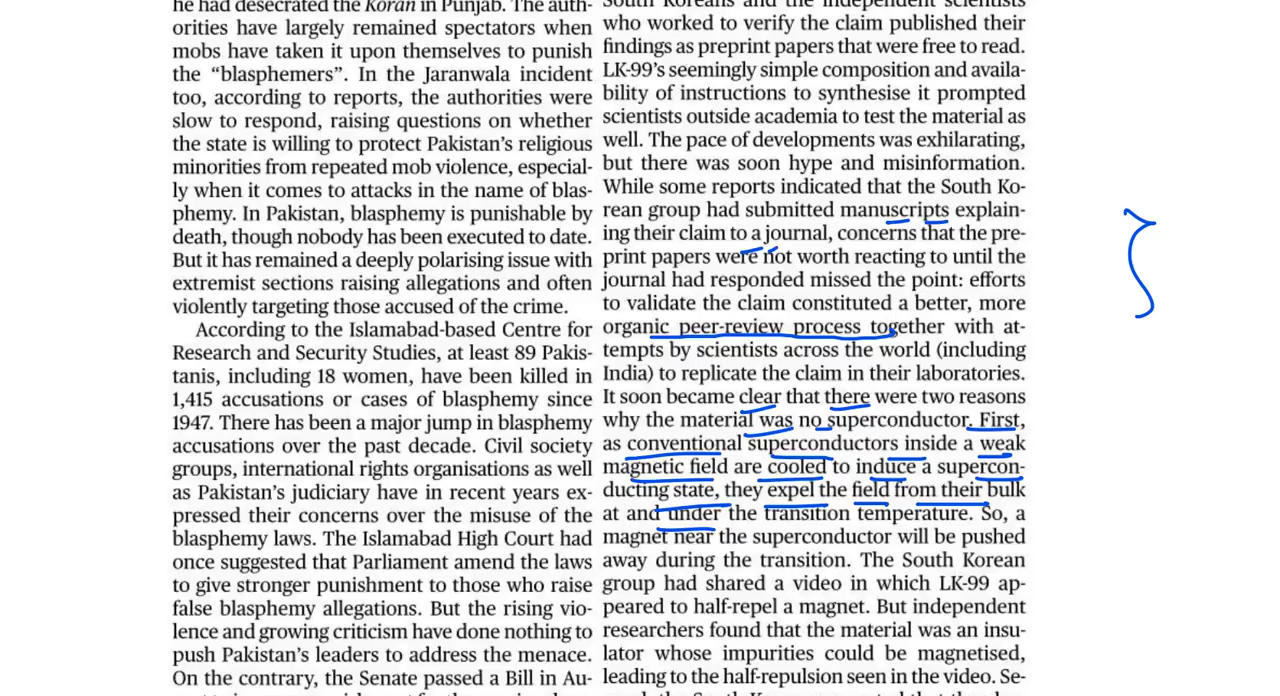 he had desecrated the Koran in Punjab. The auth-
orities have largely remained spectators when
mobs have taken it upon themselves to punish
the “blasphemers”. In the Jaranwala incident
too, according to reports, the authorities were
slow to respond, raising questions on whether
the state is willing to protect Pakistan’s religious
minorities from repeated mob violence, especial-
ly when it comes to attacks in the name of blas-
phemy. In Pakistan, blasphemy is punishable by
death, though nobody has been executed to date.
But it has remained a deeply polarising issue with
extremist sections raising allegations and often
violently targeting those accused of the crime.
According to the Islamabad-based Centre for
Research and Security Studies, at least 89 Pakis-
tanis, including 18 women, have been killed in
1,415 accusations or cases of blasphemy since
1947. There has been a major jump in blasphemy
accusations over the past decade. Civil society
groups, international rights organisations as well
as Pakistan’s judiciary have in recent years ex-
pressed their concerns over the misuse of the
blasphemy laws. The Islamabad High Court had
once suggested that Parliament amend the laws
to give stronger punishment to those who raise
false blasphemy allegations. But the rising vio-
lence and growing criticism have done nothing to
push Pakistan’s leaders to address the menace.
On the contrary, the Senate passed a Bill in Au-
South Koreans and the independent scientists
who worked to verify the claim published their
findings as preprint papers that were free to read.
LK-99’s seemingly simple composition and availa-
bility of instructions to synthesise it prompted
scientists outside academia to test the material as
well. The pace of developments was exhilarating,
but there was soon hype and misinformation.
While some reports indicated that the South Ko-
rean group had submitted manuscripts explain-
ing their claim to a journal, concerns that the pre-
print papers were not worth reacting to until the
journal had responded missed the point: efforts
to validate the claim constituted a better, more
organic peer-review process together with at-
tempts by scientists across the world (including
India) to replicate the claim in their laboratories.
It soon became clear that there were two reasons
why the material was no superconductor. First,
as conventional superconductors inside a weak
magnetic field are cooled to induce a supercon-
ducting state, they expel the field from their bulk
at and under the transition temperature. So, a
magnet near the superconductor will be pushed
away during the transition. The South Korean
group had shared a video in which LK-99 ap-
peared to half-repel a magnet. But independent
researchers found that the material was an insu-
lator whose impurities could be magnetised,
leading to the half-repulsion seen in the video. Se-